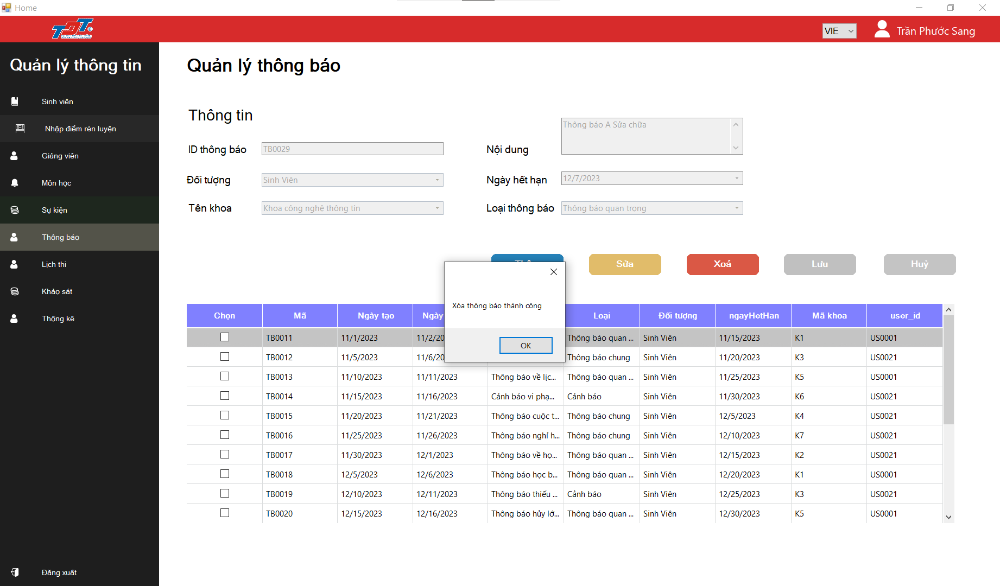 Home
TDT
VIE
Trần Phước Sang
Quản lý thông tin
Sinh viên
Nhập điểm rèn luyện
Giảng viên
Môn học
Sự kiện
Thông báo
Lịch thi
Khảo sát
Thống kê
Đăng xuất
Quản lý thông báo
Thông tin
ID thông báo TB0029
Nội dung Thông báo A Sửa chữa
Đối tượng Sinh Viên
Ngày hết hạn 12/7/2023
Tên khoa Khoa công nghệ thông tin
Loại thông báo Thông báo quan trọng
Sửa Xoá Lưu Huỷ
Xóa thông báo thành công
OK
Chọn Mã Ngày tạo Ngày Loại Đối tượng ngayHetHan Mã khoa user_id
TB0011 11/1/2023 11/2/20 Thông báo quan ... Sinh Viên 11/15/2023 K1 US0001
TB0012 11/5/2023 11/6/20 Thông báo chung Sinh Viên 11/20/2023 K3 US0021
TB0013 11/10/2023 11/11/2023 Thông báo về lịc... Thông báo quan ... Sinh Viên 11/25/2023 K5 US0001
TB0014 11/15/2023 11/16/2023 Cảnh báo vi phạ... Cảnh báo Sinh Viên 11/30/2023 K6 US0021
TB0015 11/20/2023 11/21/2023 Thông báo cuộc t... Thông báo chung Sinh Viên 12/5/2023 K4 US0021
TB0016 11/25/2023 11/26/2023 Thông báo nghỉ h... Thông báo chung Sinh Viên 12/10/2023 K7 US0021
TB0017 11/30/2023 12/1/2023 Thông báo về họ... Thông báo quan ... Sinh Viên 12/15/2023 K2 US0021
TB0018 12/5/2023 12/6/2023 Thông báo học b... Thông báo quan ... Sinh Viên 12/20/2023 K1 US0001
TB0019 12/10/2023 12/11/2023 Thông báo thiếu ... Cảnh báo Sinh Viên 12/25/2023 K3 US0021
TB0020 12/15/2023 12/16/2023 Thông báo hủy lớ... Thông báo quan ... Sinh Viên 12/30/2023 K5 US0001